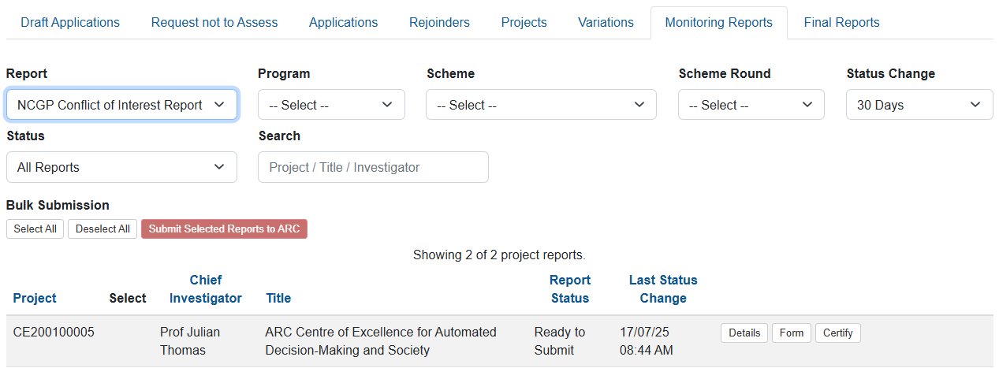 Draft Applications Request not to Assess Applications Rejoinders Projects Variations Monitoring Reports Final Reports
Report Program Scheme Scheme Round Status Change
NCGP Conflict of Interest Report -- Select -- -- Select -- -- Select -- 30 Days
Status Search
All Reports Project / Title / Investigator
Bulk Submission
Select All Deselect All Submit Selected Reports to ARC
Showing 2 of 2 project reports.
Chief Report Last Status
Project Select Investigator Title Status Change
CE200100005 Prof Julian ARC Centre of Excellence for Automated Ready to 17/07/25 Details Form Certify
Thomas Decision-Making and Society Submit 08:44 AM